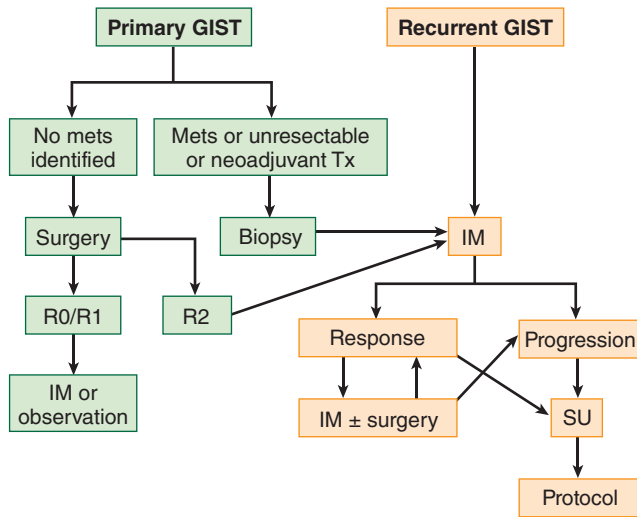 Primary GIST
Recurrent GIST
No mets
identified
Mets or unresectable
or neoadjuvant Tx
Surgery
Biopsy
IM
R0/R1
R2
Response
Progression
IM or
observation
IM ± surgery
SU
Protocol